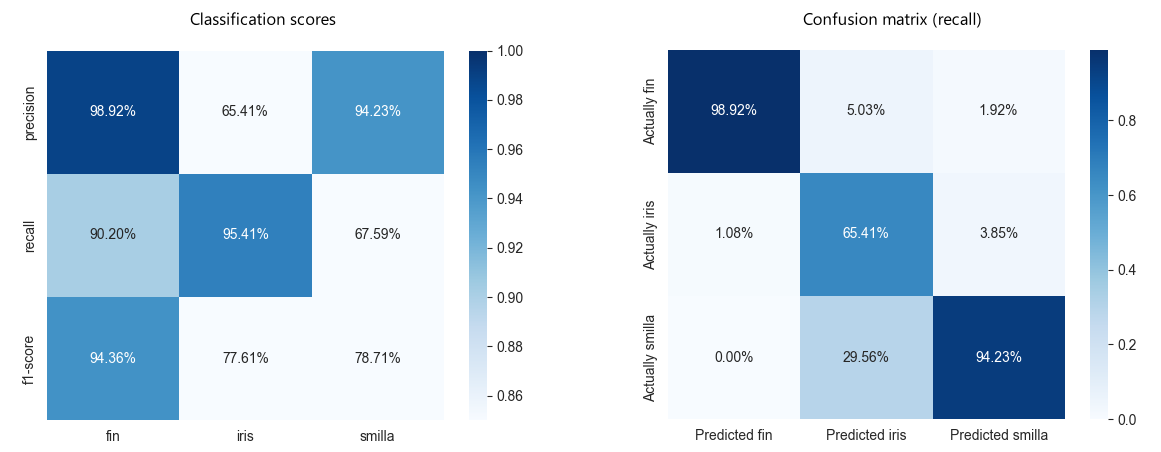 Classification scores
precision
recall
f1-score
98.92% 65.41% 94.23%
90.20% 95.41% 67.59%
94.36% 77.61% 78.71%
fin iris smilla
1.00
0.98
0.96
0.94
0.92
0.90
0.88
0.86
Confusion matrix (recall)
Actually fin
Actually iris
Actually smilla
98.92% 5.03% 1.92%
1.08% 65.41% 3.85%
0.00% 29.56% 94.23%
Predicted fin Predicted iris Predicted smilla
0.8
0.6
0.4
0.2
0.0